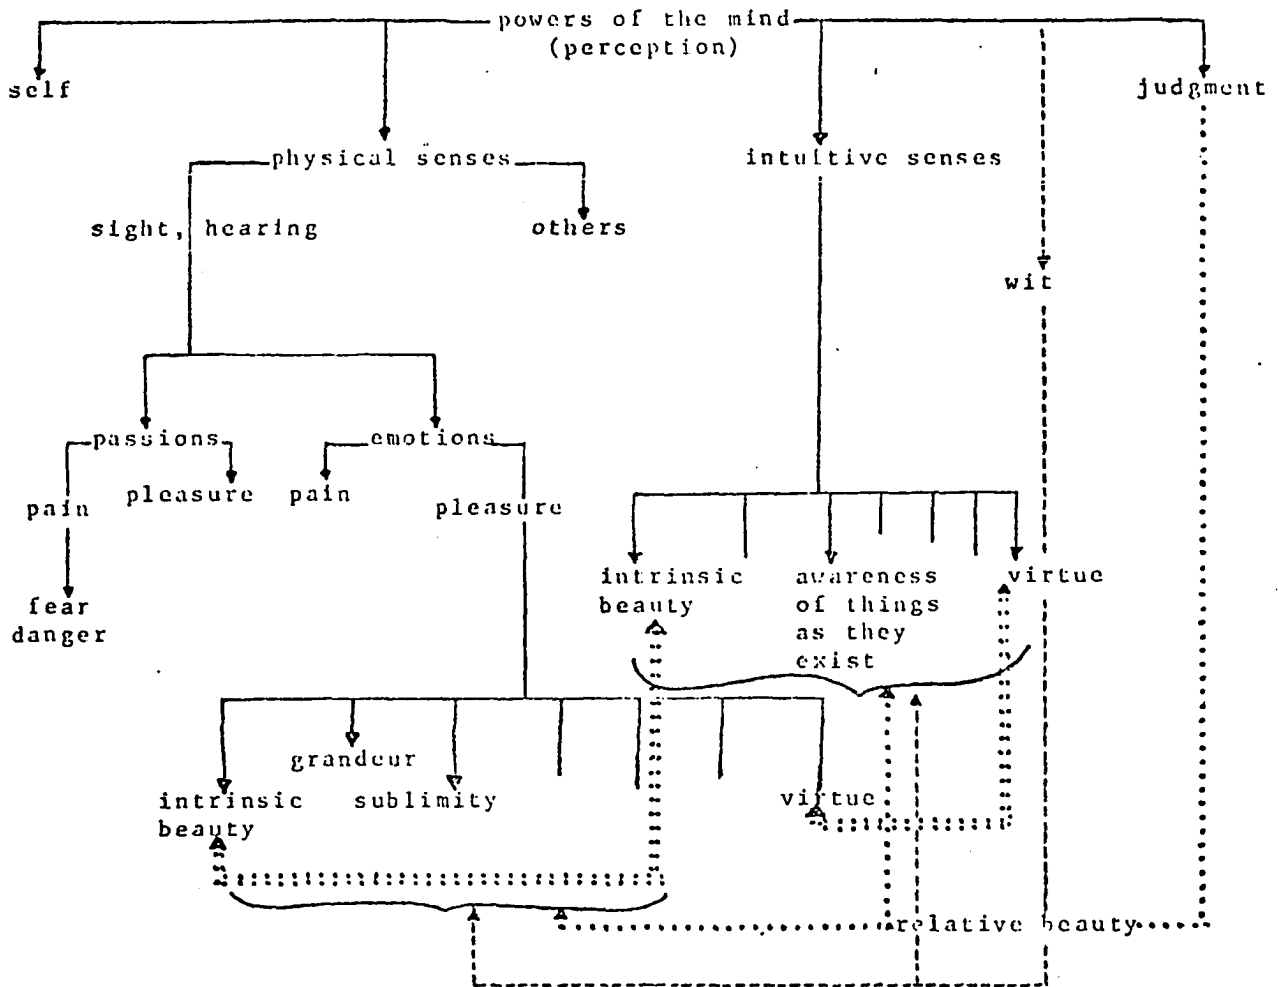 powers of the mind
(perception)
self
judgment
physical senses
intuitive senses
sight, hearing
others
wit
passions
emotions
pain
pleasure
pain
pleasure
fear
danger
intrinsic
beauty
awareness
of things
as they
exist
virtue
grandeur
intrinsic
beauty
sublimity
virtue
relative beauty